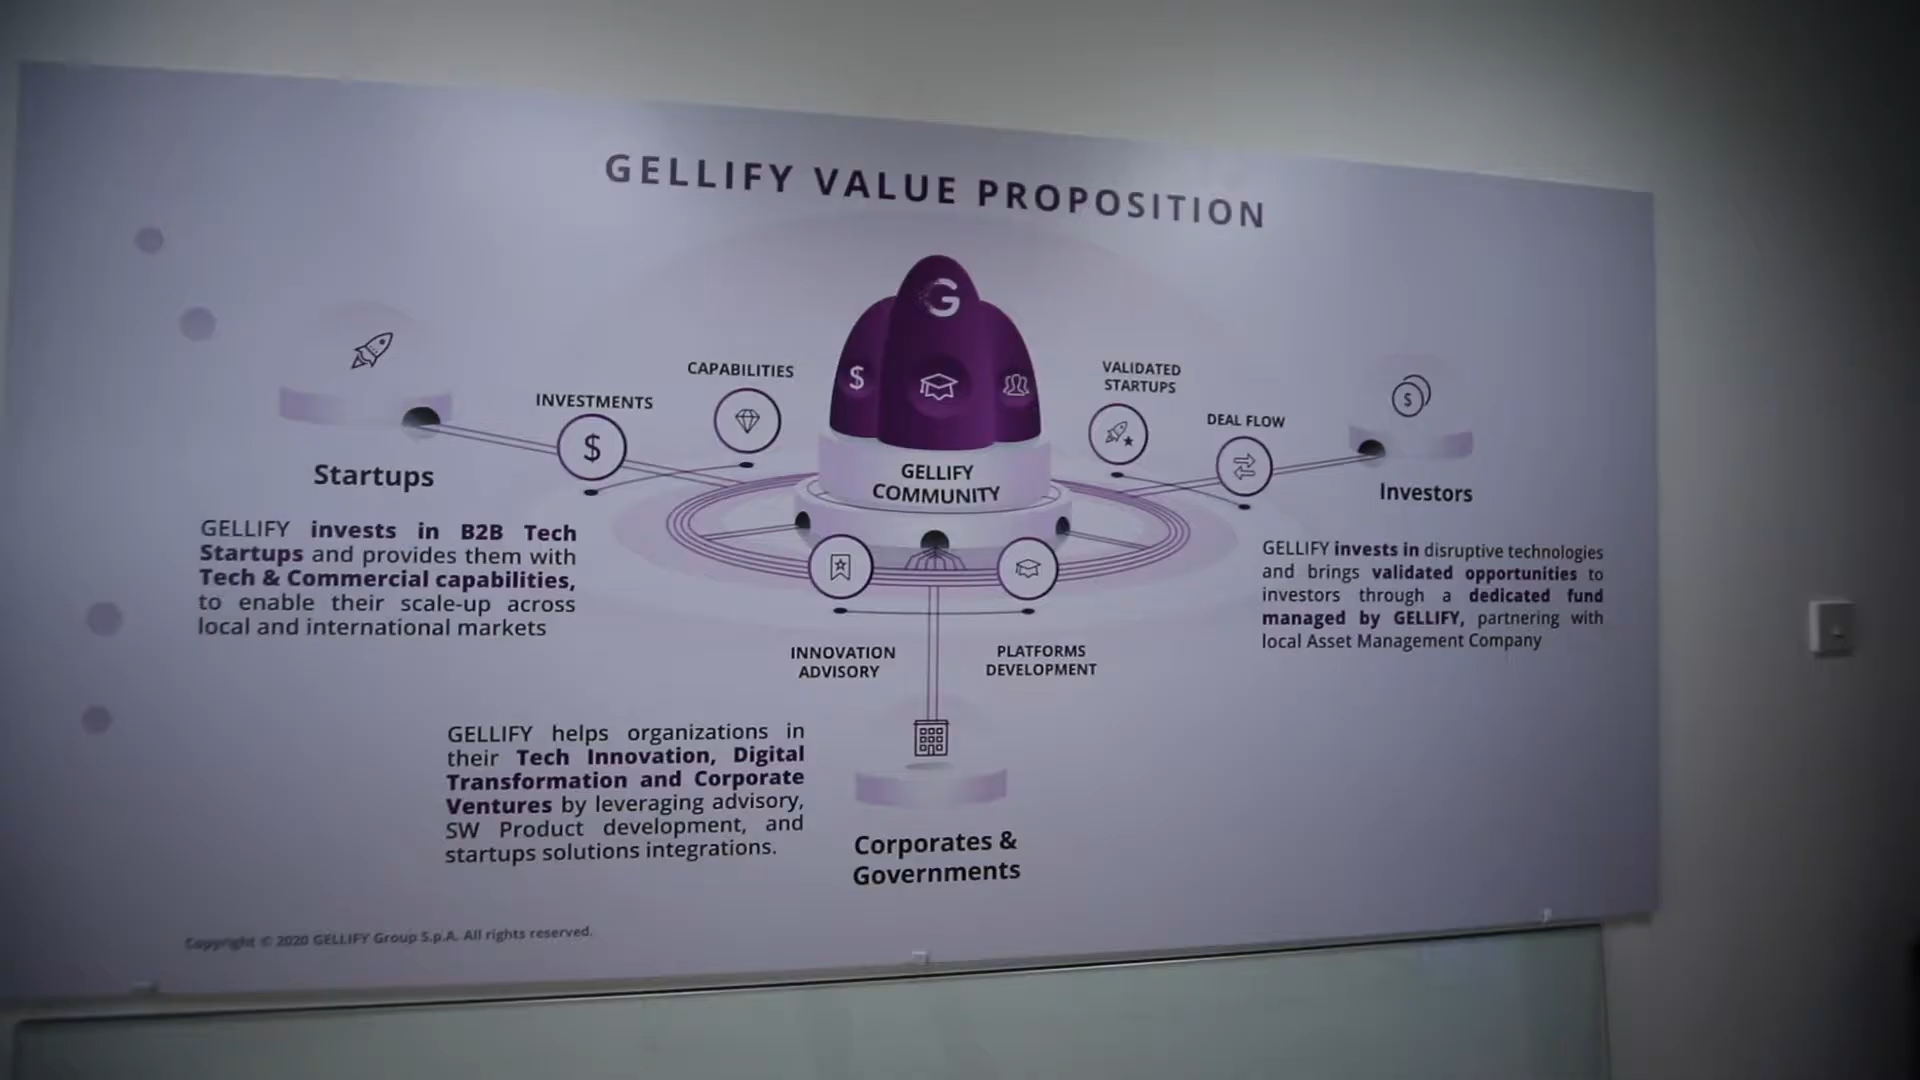 GELLIFY VALUE PROPOSITION
G
$
CAPABILITIES
INVESTMENTS
$
VALIDATED
STARTUPS
DEAL FLOW
$
GELLIFY
COMMUNITY
Startups
GELLIFY invests in B2B Tech
Startups and provides them with
Tech & Commercial capabilities,
to enable their scale-up across
local and international markets
Investors
GELLIFY invests in disruptive technologies
and brings validated opportunities to
investors through a dedicated fund
managed by GELLIFY, partnering with
local Asset Management Company
INNOVATION
ADVISORY
PLATFORMS
DEVELOPMENT
GELLIFY helps organizations in
their Tech Innovation, Digital
Transformation and Corporate
Ventures by leveraging advisory,
SW Product development, and
startups solutions integrations.
Corporates &
Governments
Copyright © 2020 GELLIFY Group S.p.A. All rights reserved.